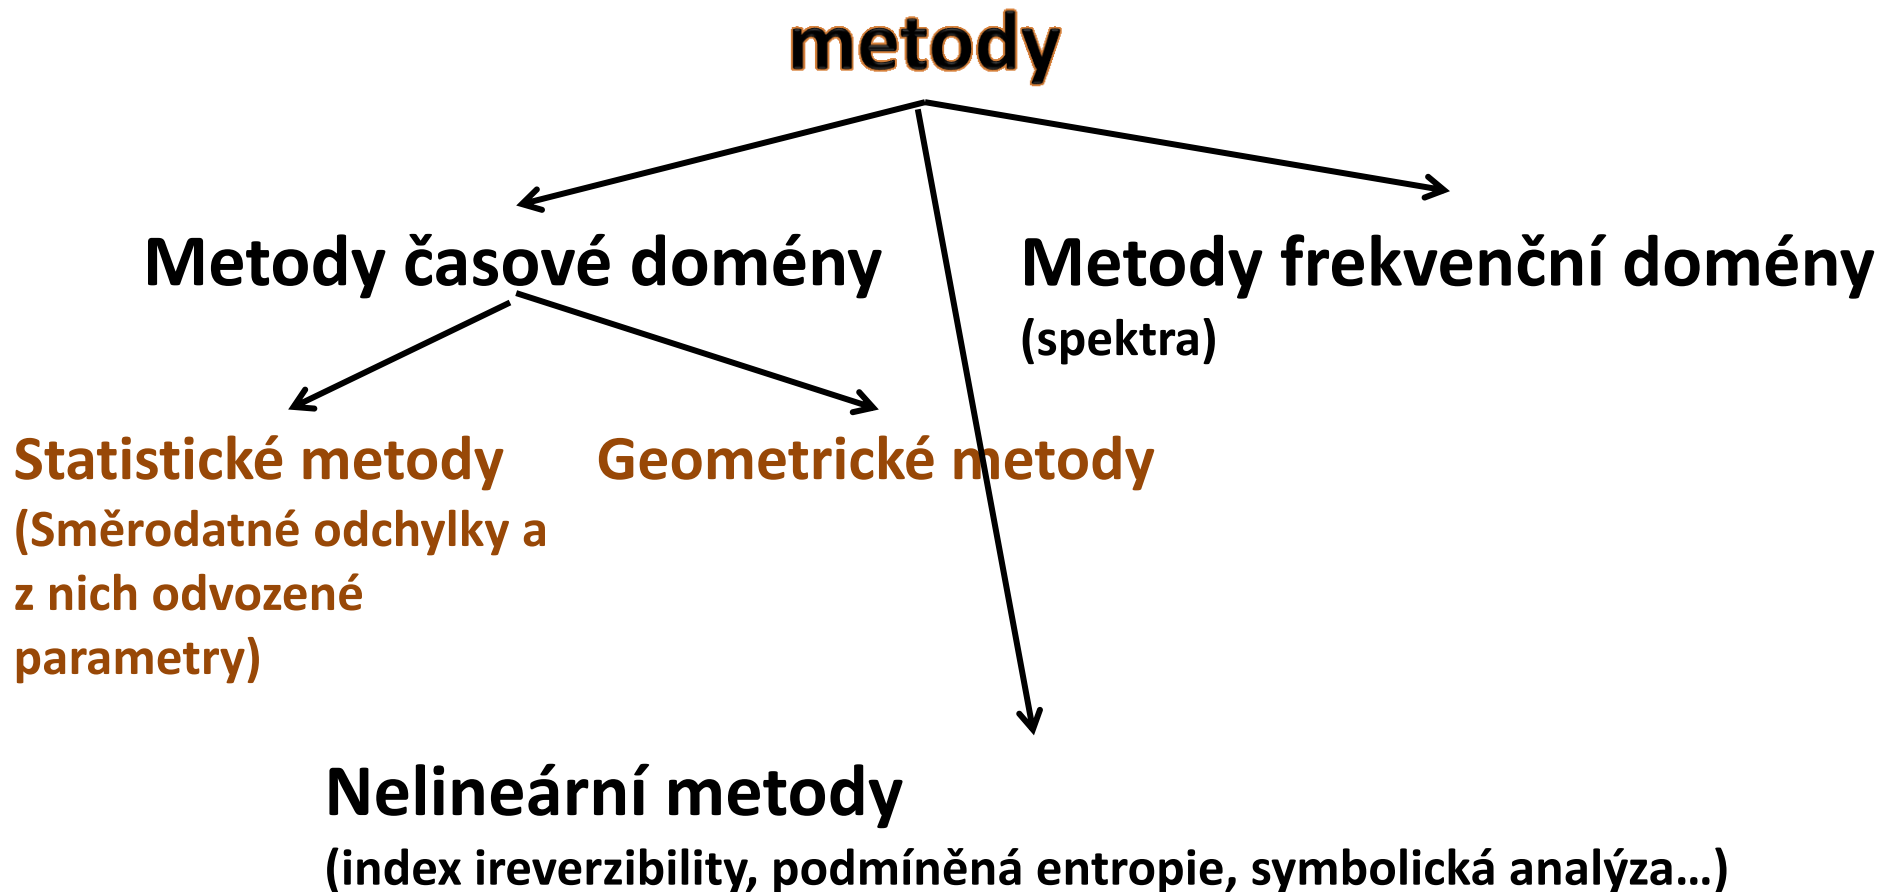 metody
Metody časové domény
Metody frekvenční domény
(spektra)
Statistické metody
(Směrodatné odchylky a
z nich odvozené
parametry)
Geometrické metody
Nelineární metody
(index ireverzibility, podmíněná entropie, symbolická analýza…)